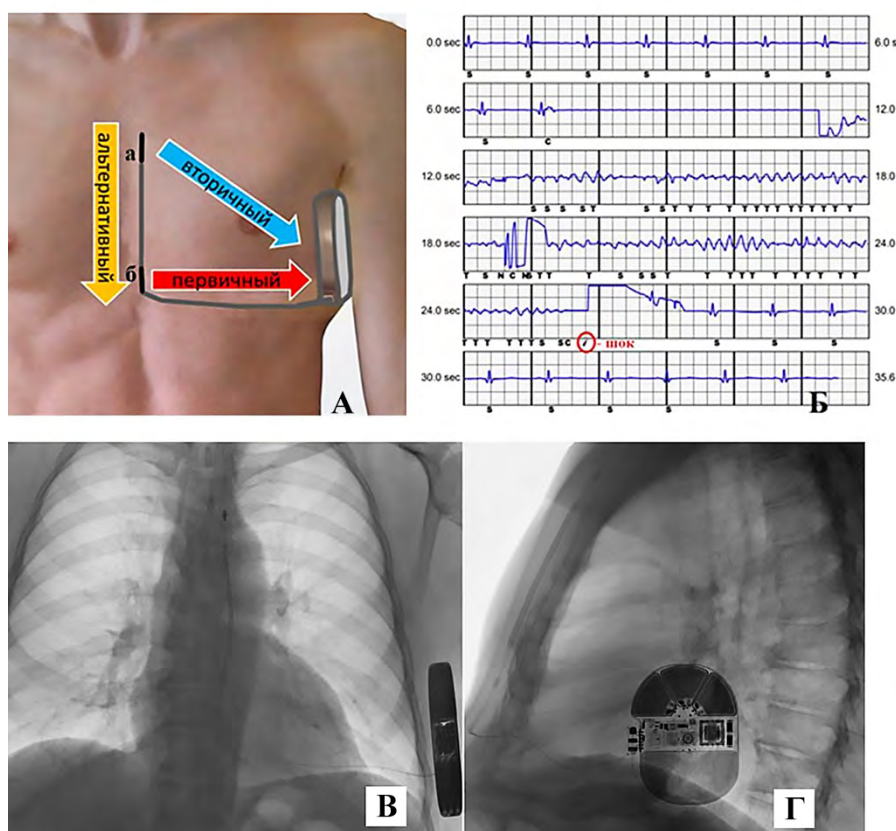 альтернативный
а
вторичный
б
первичный
А
0.0 sec 6.0 s
S S S S S S S
6.0 sec 12.0
S C
12.0 sec 18.0
18.0 sec 24.0
24.0 sec 30.0
- шок S S S
30.0 sec 35.6
S S S S
Б
В
Г